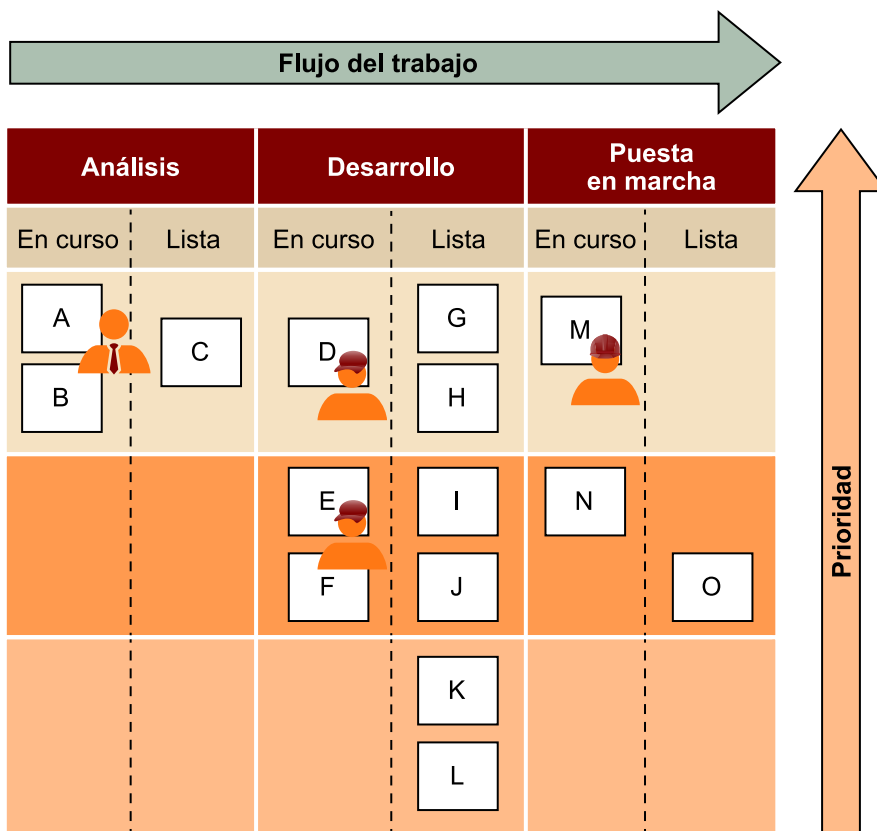 Flujo del trabajo
Análisis
Desarrollo
Puesta
en marcha
En curso
Lista
En curso
Lista
En curso
Lista
A
B
C
D
G
H
M
E
F
I
J
N
O
K
L
Prioridad